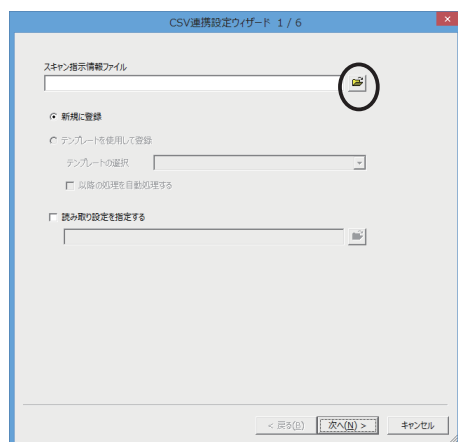 CSV連携設定ウィザード 1 / 6
スキャン指示情報ファイル
新規に登録
テンプレートを使用して登録
テンプレートの選択
以降の処理を自動処理する
読み取り設定を指定する
< 戻る(B) 次へ(N) > キャンセル